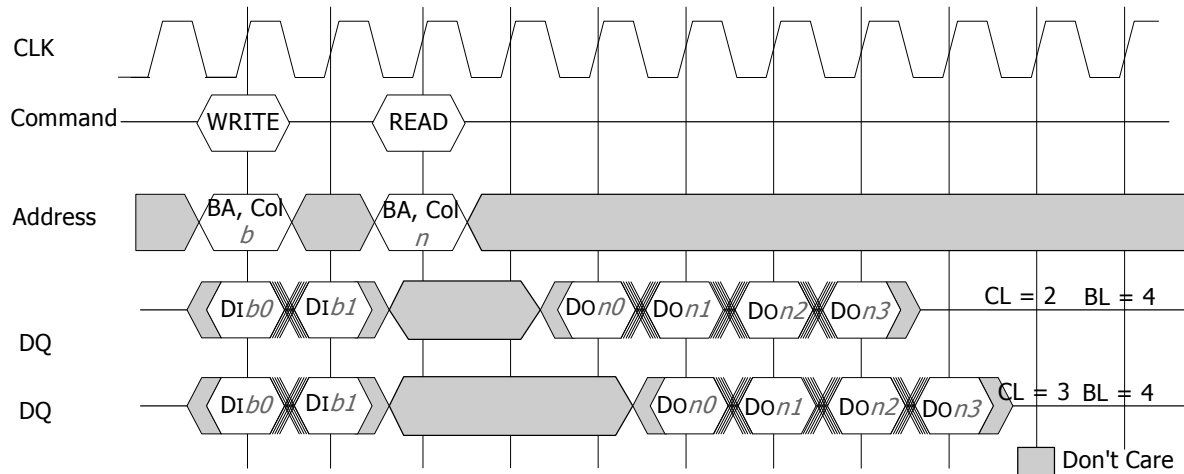 CLK
Command WRITE READ
Address BA, Col BA, Col
b n
DQ DIb0 DIb1 DOn0 DOn1 DOn2 DOn3 CL = 2 BL = 4
DQ DIb0 DIb1 DOn0 DOn1 DOn2 DOn3 CL = 3 BL = 4
Don't Care